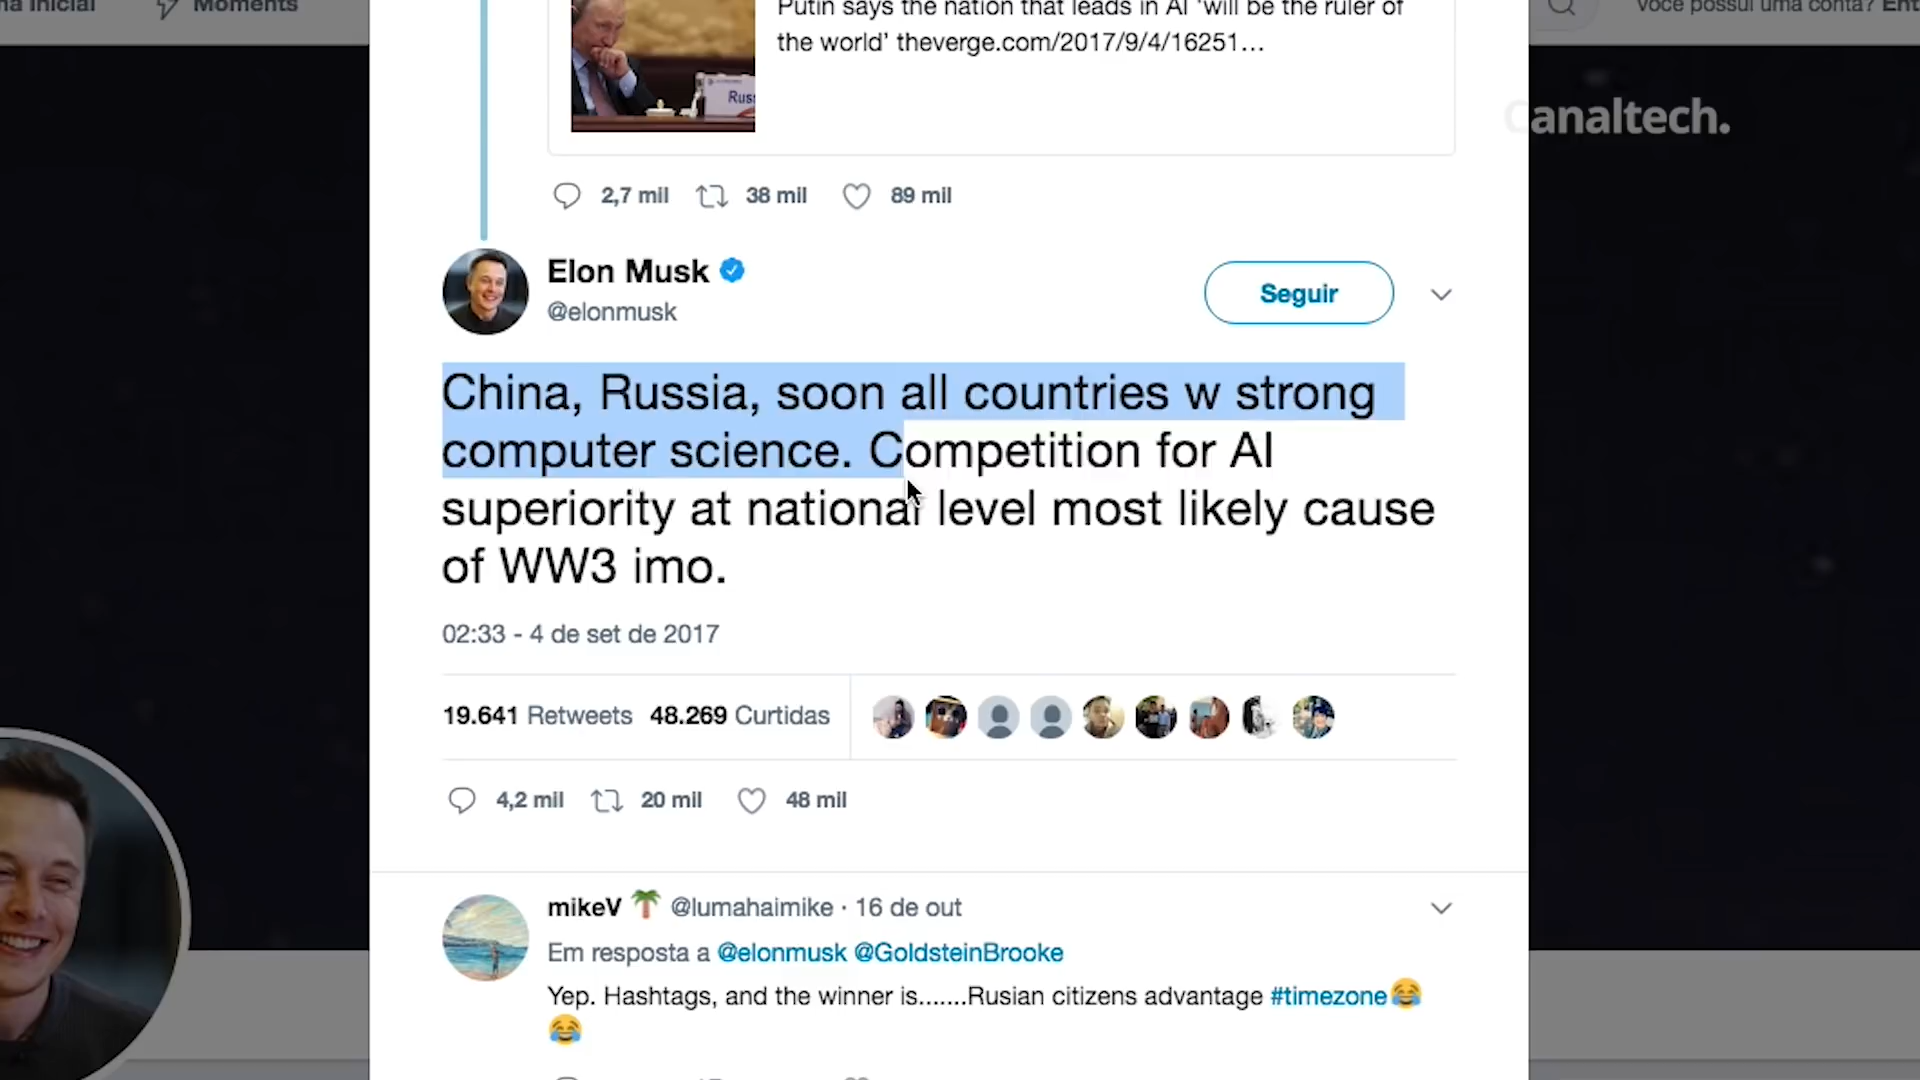 Inicial
Moments
Você possui uma conta? Ent
Putin says the nation that leads in AI 'will be the ruler of
the world' theverge.com/2017/9/4/16251...
Russ
Canaltech.
2,7 mil 38 mil 89 mil
Elon Musk
@elonmusk
Seguir
China, Russia, soon all countries w strong
computer science. Competition for AI
superiority at national level most likely cause
of WW3 imo.
02:33 - 4 de set de 2017
19.641 Retweets 48.269 Curtidas
4,2 mil 20 mil 48 mil
mikeV 🌴 @lumahaimike · 16 de out
Em resposta a @elonmusk @GoldsteinBrooke
Yep. Hashtags, and the winner is.......Rusian citizens advantage #timezone😂
😂